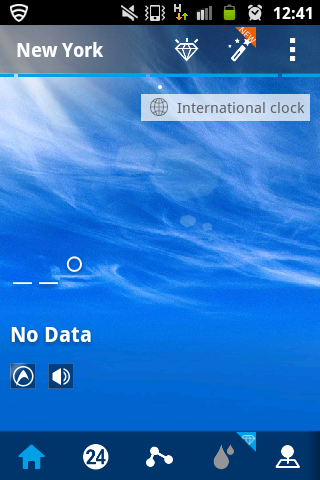 H
12:41
New York
NEW
International clock
No Data
24